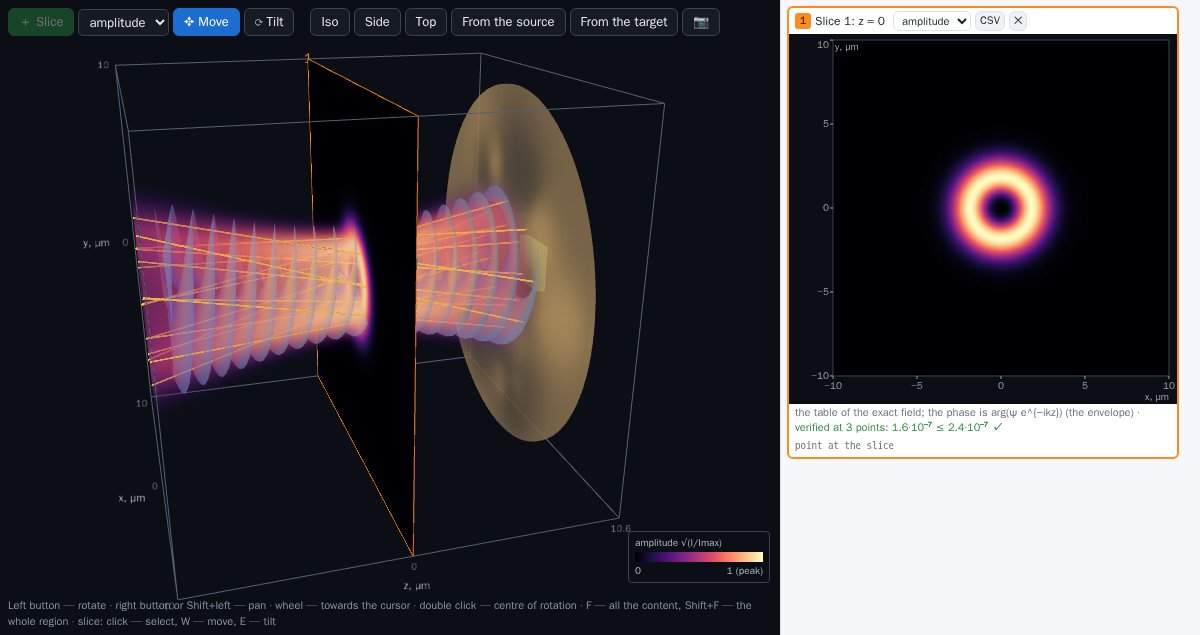 + Slice
amplitude
✥ Move
⟳ Tilt
Iso
Side
Top
From the source
From the target
📷
10
1
y, μm
0
10
0
x, μm
10
0
z, μm
10.6
amplitude √(I/Imax)
0
1 (peak)
Left button — rotate · right button or Shift+left — pan · wheel — towards the cursor · double click — centre of rotation · F — all the content, Shift+F — the
whole region · slice: click — select, W — move, E — tilt
1
Slice 1: z = 0
amplitude
CSV
✕
10
y, μm
5
0
−5
−10
−10
−5
0
5
10
x, μm
the table of the exact field; the phase is arg(ψ e^{−ikz}) (the envelope) ·
verified at 3 points: 1.6·10⁻⁷ ≤ 2.4·10⁻⁷ ✓
point at the slice